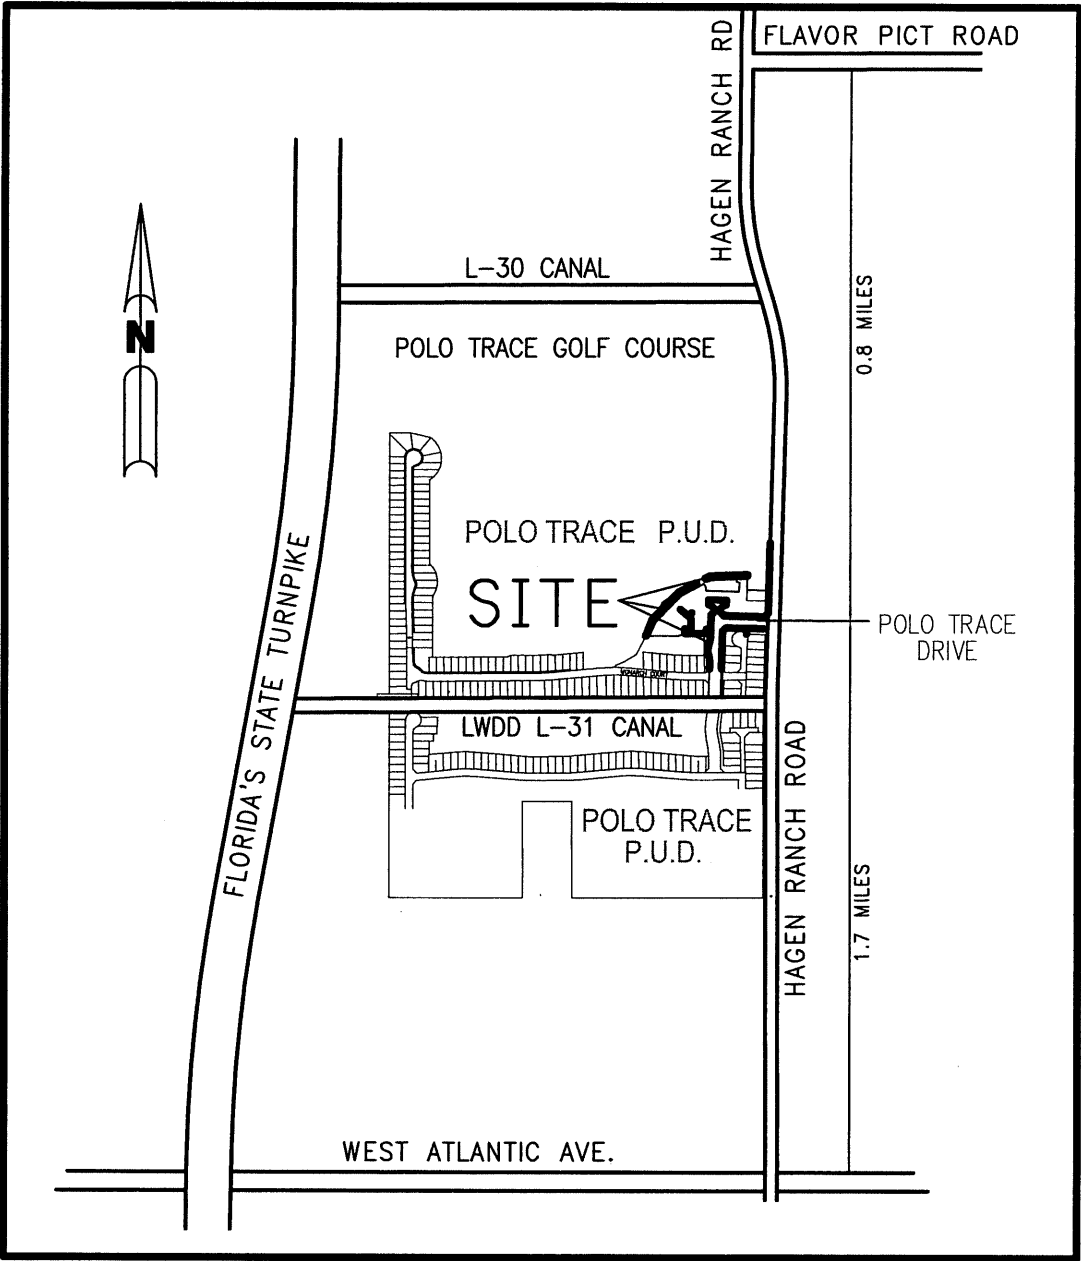 FLAVOR PICT ROAD
HAGEN RANCH RD
L-30 CANAL
0.8 MILES
N
POLO TRACE GOLF COURSE
POLO TRACE P.U.D.
SITE
POLO TRACE
DRIVE
FLORIDA'S STATE TURNPIKE
MONARCH COURT
LWDD L-31 CANAL
HAGEN RANCH ROAD
POLO TRACE
P.U.D.
1.7 MILES
WEST ATLANTIC AVE.